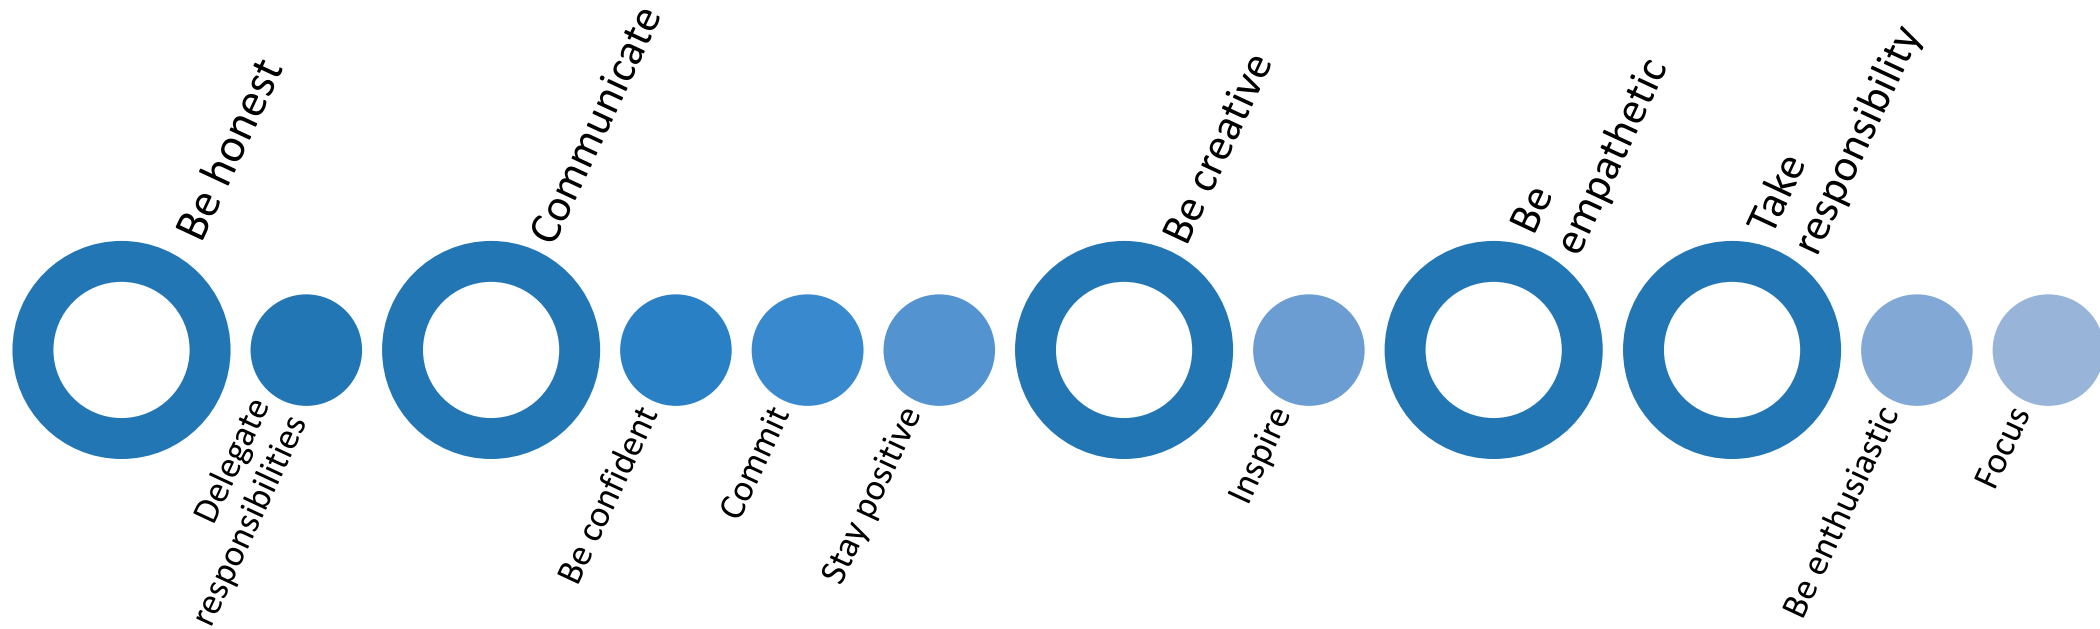 Be honest
Delegate
responsibilities
Communicate
Be confident
Commit
Stay positive
Be creative
Inspire
Be
empathetic
Take
responsibility
Be enthusiastic
Focus